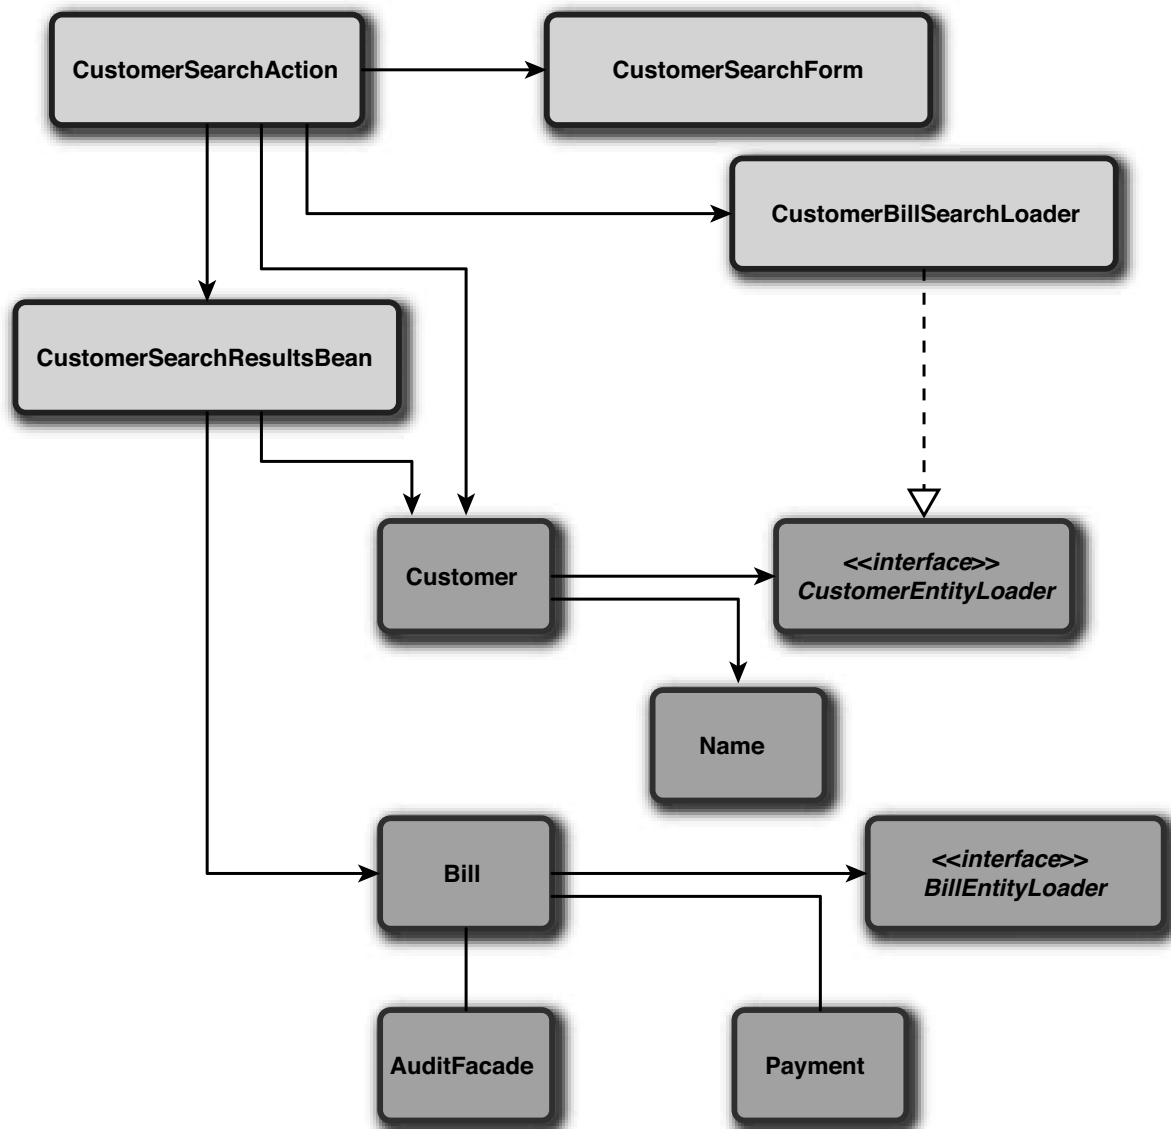 CustomerSearchAction
CustomerSearchForm
CustomerBillSearchLoader
CustomerSearchResultsBean
Customer
<<interface>>
CustomerEntityLoader
Name
Bill
<<interface>>
BillEntityLoader
AuditFacade
Payment